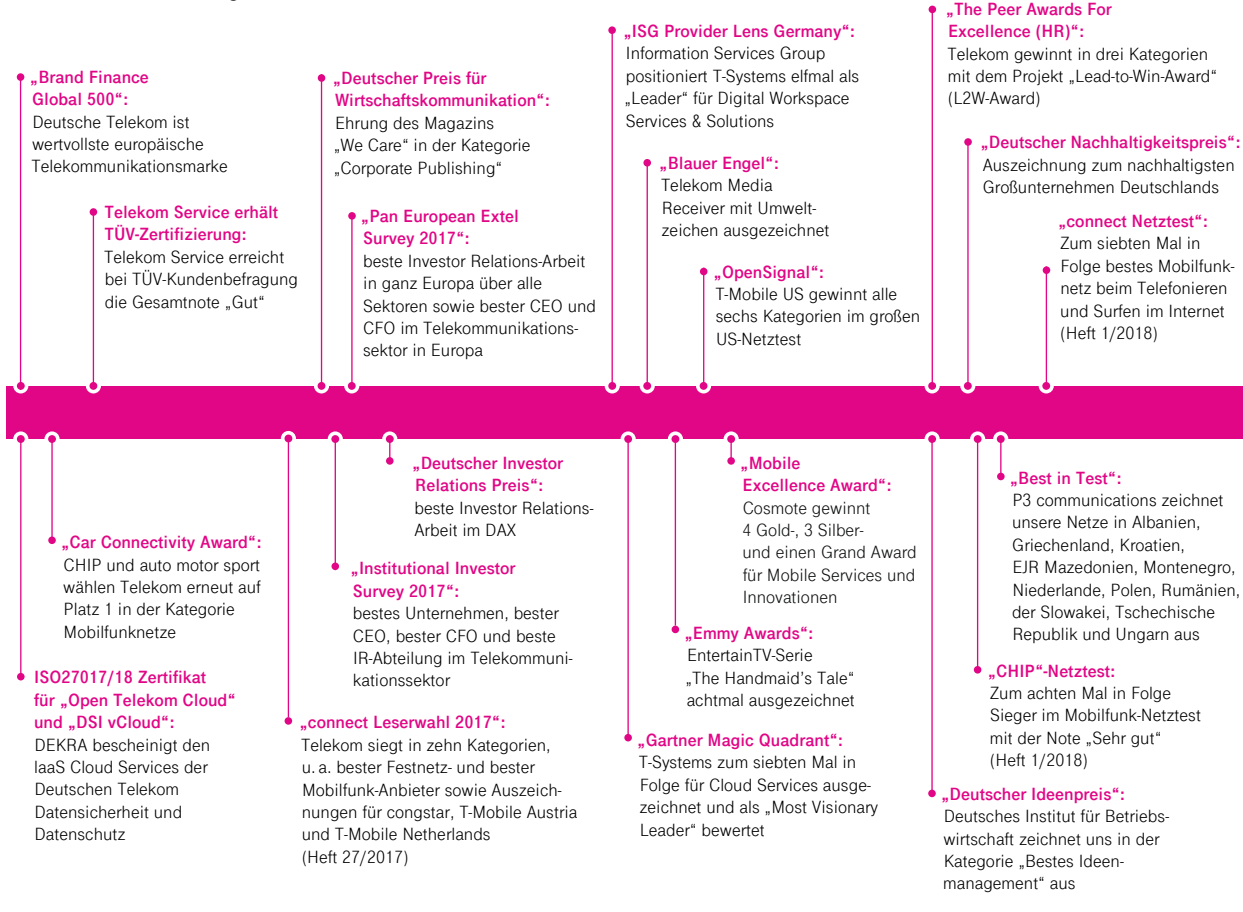 „Brand Finance
Global 500“:
Deutsche Telekom ist
wertvollste europäische
Telekommunikationsmarke
Telekom Service erhält
TÜV-Zertifizierung:
Telekom Service erreicht
bei TÜV-Kundenbefragung
die Gesamtnote „Gut“
„Deutscher Preis für
Wirtschaftskommunikation“:
Ehrung des Magazins
„We Care“ in der Kategorie
„Corporate Publishing“
„Pan European Extel
Survey 2017“:
beste Investor Relations-Arbeit
in ganz Europa über alle
Sektoren sowie bester CEO und
CFO im Telekommunikations-
sektor in Europa
„ISG Provider Lens Germany“:
Information Services Group
positioniert T-Systems elfmal als
„Leader“ für Digital Workspace
Services & Solutions
„Blauer Engel“:
Telekom Media
Receiver mit Umwelt-
zeichen ausgezeichnet
„OpenSignal“:
T-Mobile US gewinnt alle
sechs Kategorien im großen
US-Netztest
„The Peer Awards For
Excellence (HR)“:
Telekom gewinnt in drei Kategorien
mit dem Projekt „Lead-to-Win-Award“
(L2W-Award)
„Deutscher Nachhaltigkeitspreis“:
Auszeichnung zum nachhaltigsten
Großunternehmen Deutschlands
„connect Netztest“:
Zum siebten Mal in
Folge bestes Mobilfunk-
netz beim Telefonieren
und Surfen im Internet
(Heft 1/2018)
„Car Connectivity Award“:
CHIP und auto motor sport
wählen Telekom erneut auf
Platz 1 in der Kategorie
Mobilfunknetze
ISO27017/18 Zertifikat
für „Open Telekom Cloud“
und „DSI vCloud“:
DEKRA bescheinigt den
IaaS Cloud Services der
Deutschen Telekom
Datensicherheit und
Datenschutz
„Deutscher Investor
Relations Preis“:
beste Investor Relations-
Arbeit im DAX
„Institutional Investor
Survey 2017“:
bestes Unternehmen, bester
CEO, bester CFO und beste
IR-Abteilung im Telekommuni-
kationssektor
„connect Leserwahl 2017“:
Telekom siegt in zehn Kategorien,
u. a. bester Festnetz- und bester
Mobilfunk-Anbieter sowie Auszeich-
nungen für congstar, T-Mobile Austria
und T-Mobile Netherlands
(Heft 27/2017)
„Mobile
Excellence Award“:
Cosmote gewinnt
4 Gold-, 3 Silber-
und einen Grand Award
für Mobile Services und
Innovationen
„Emmy Awards“:
EntertainTV-Serie
„The Handmaid's Tale“
achtmal ausgezeichnet
„Gartner Magic Quadrant“:
T-Systems zum siebten Mal in
Folge für Cloud Services ausge-
zeichnet und als „Most Visionary
Leader“ bewertet
„Best in Test“:
P3 communications zeichnet
unsere Netze in Albanien,
Griechenland, Kroatien,
EJR Mazedonien, Montenegro,
Niederlande, Polen, Rumänien,
der Slowakei, Tschechische
Republik und Ungarn aus
„CHIP“-Netztest:
Zum achten Mal in Folge
Sieger im Mobilfunk-Netztest
mit der Note „Sehr gut“
(Heft 1/2018)
„Deutscher Ideenpreis“:
Deutsches Institut für Betriebs-
wirtschaft zeichnet uns in der
Kategorie „Bestes Ideen-
management“ aus